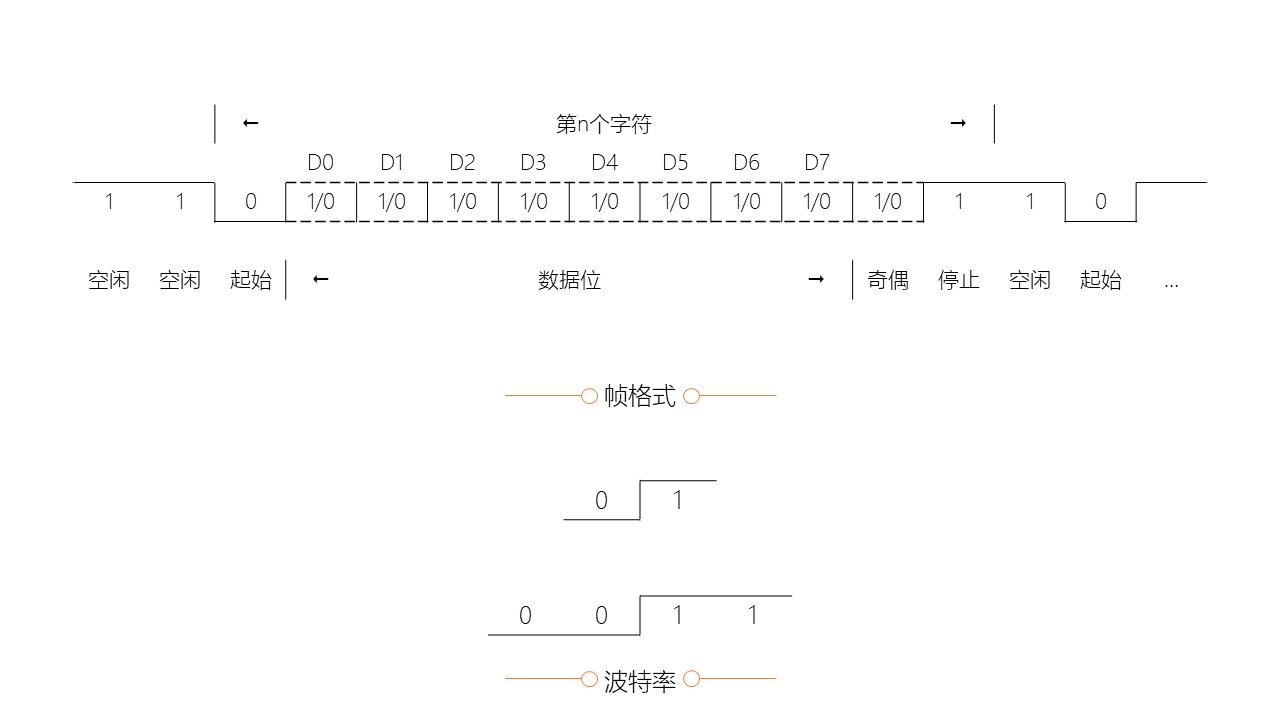 ← 第n个字符 →
D0 D1 D2 D3 D4 D5 D6 D7
1 1 0 1/0 1/0 1/0 1/0 1/0 1/0 1/0 1/0 1/0 1 1 0
空闲 空闲 起始 ← 数据位 → 奇偶 停止 空闲 起始 ...
帧格式
0 1
0 0 1 1
波特率